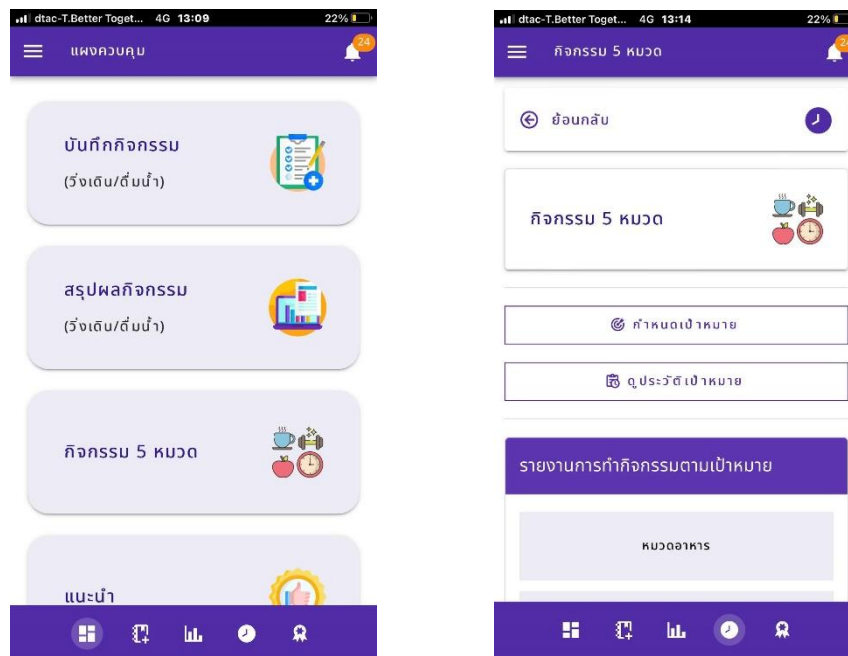 dtac-T.Better Toget... 4G 13:09 22%
แผงควบคุม
24
บันทึกกิจกรรม
(วิ่งเดิน/ดื่มน้ำ)
สรุปผลกิจกรรม
(วิ่งเดิน/ดื่มน้ำ)
กิจกรรม 5 หมวด
แนะนำ
dtac-T.Better Toget... 4G 13:14 22%
กิจกรรม 5 หมวด
24
ย้อนกลับ
กิจกรรม 5 หมวด
กำหนดเป้าหมาย
ดูประวัติเป้าหมาย
รายงานการทำกิจกรรมตามเป้าหมาย
หมวดอาหาร